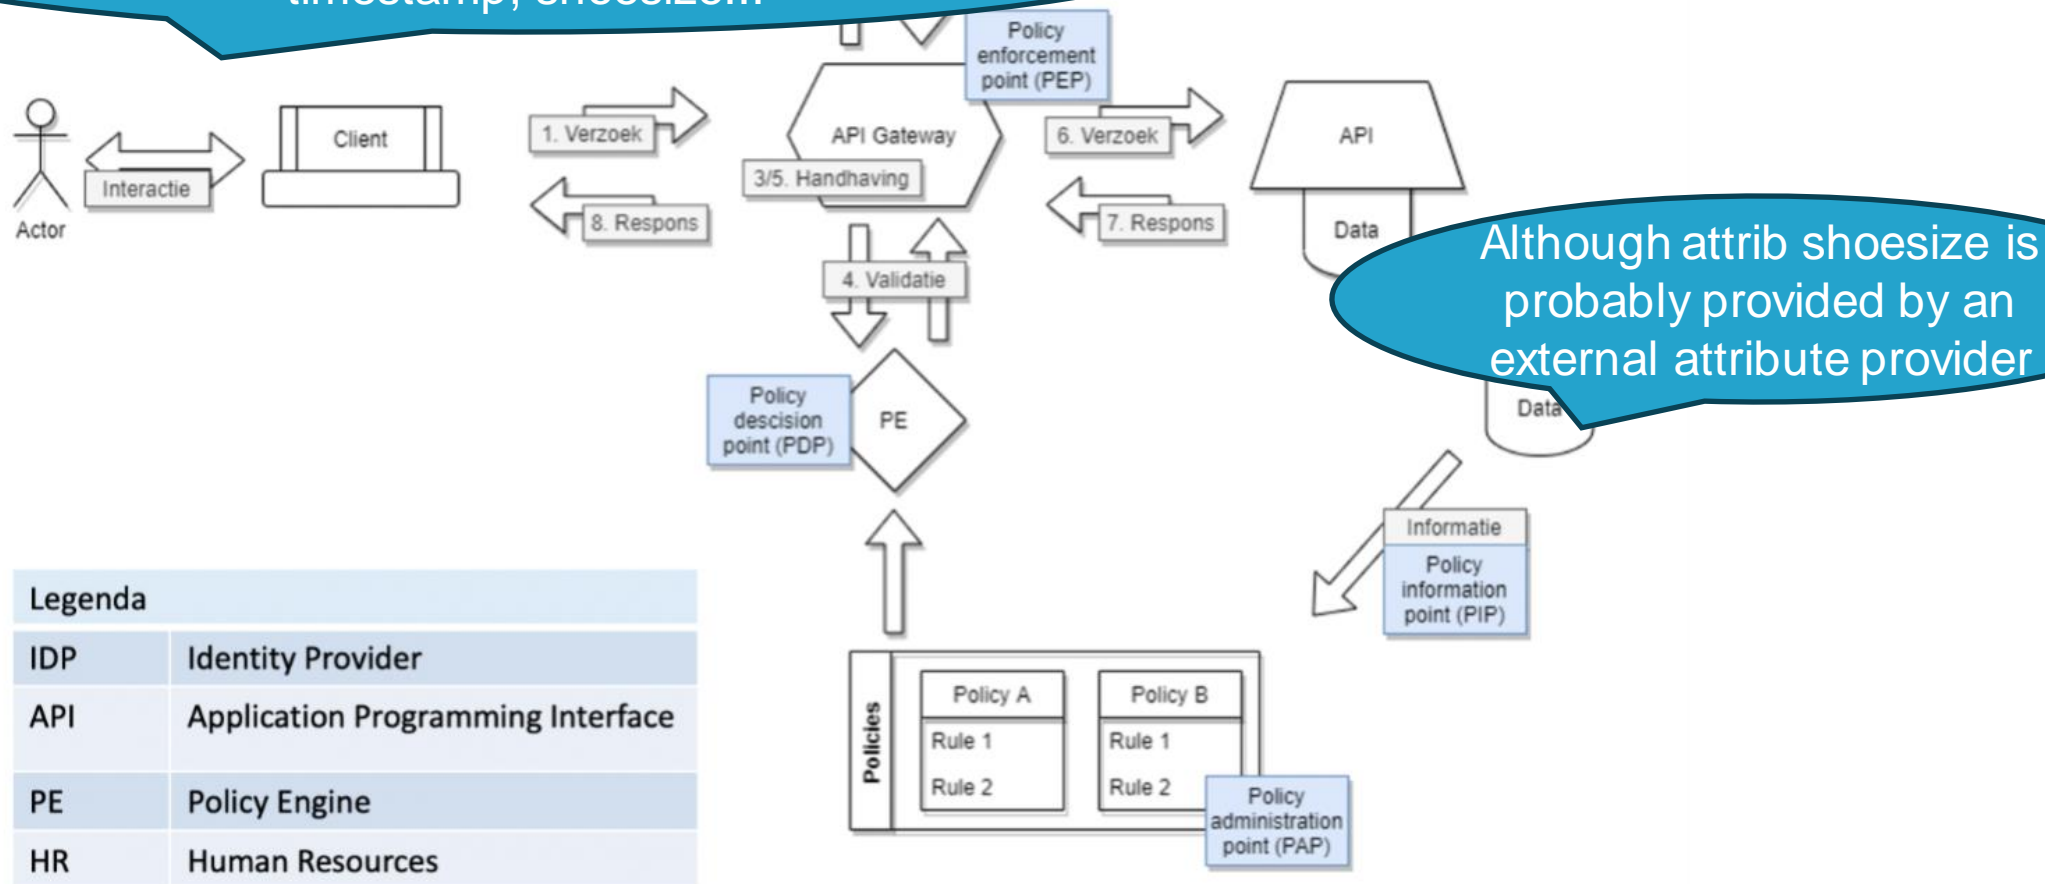 timestamp, shoesize...
Policy
enforcement
point (PEP)
Client
1. Verzoek
API Gateway
6. Verzoek
API
Interactie
3/5. Handhaving
Actor
8. Respons
7. Respons
Data
4. Validatie
Although attrib shoesize is
probably provided by an
external attribute provider
Data
Policy
descision
point (PDP)
PE
Informatie
Policy
information
point (PIP)
Legenda
IDP Identity Provider
API Application Programming Interface
PE Policy Engine
HR Human Resources
Policies
Policy A
Rule 1
Rule 2
Policy B
Rule 1
Rule 2
Policy
administration
point (PAP)